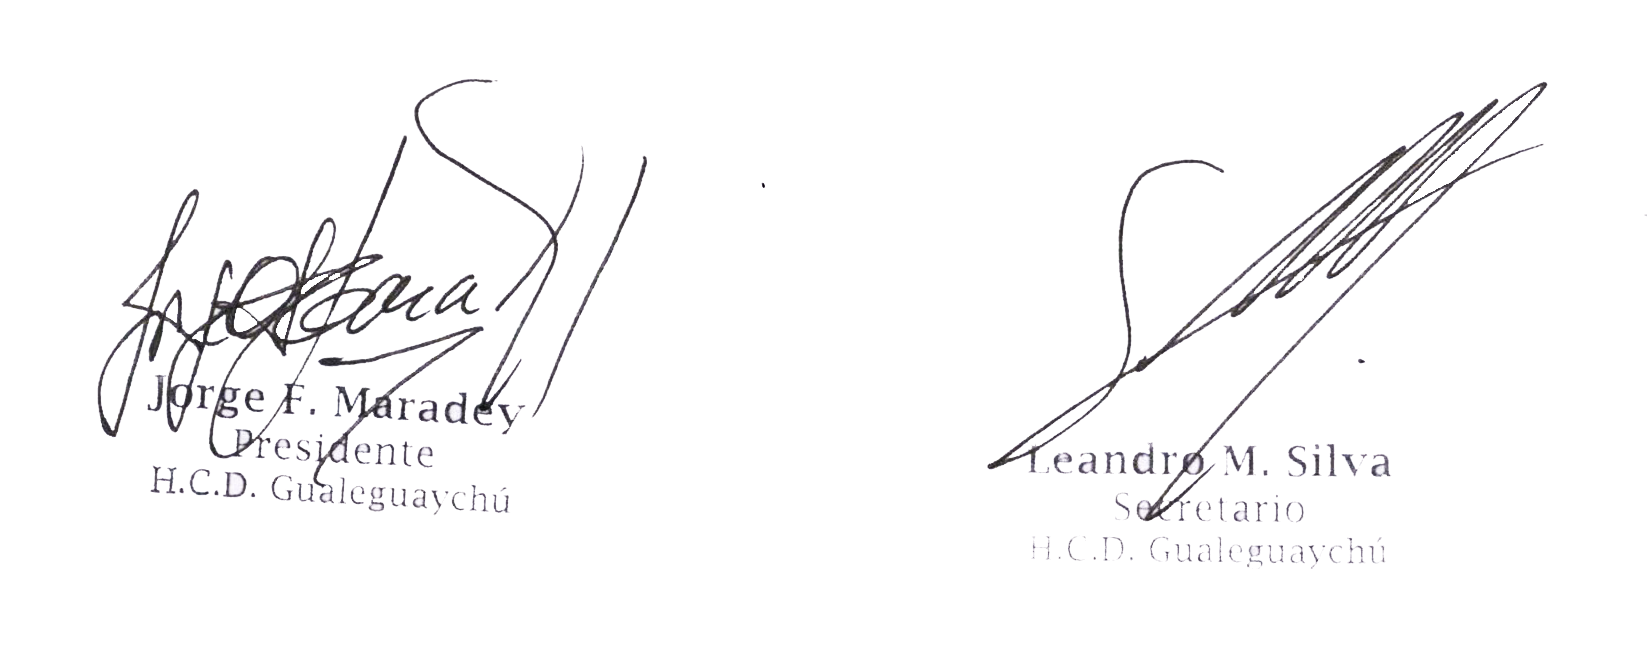 Jorge F. Maradey
Presidente
H.C.D. Gualeguaychú
Leandro M. Silva
Secretario
H.C.D. Gualeguaychú